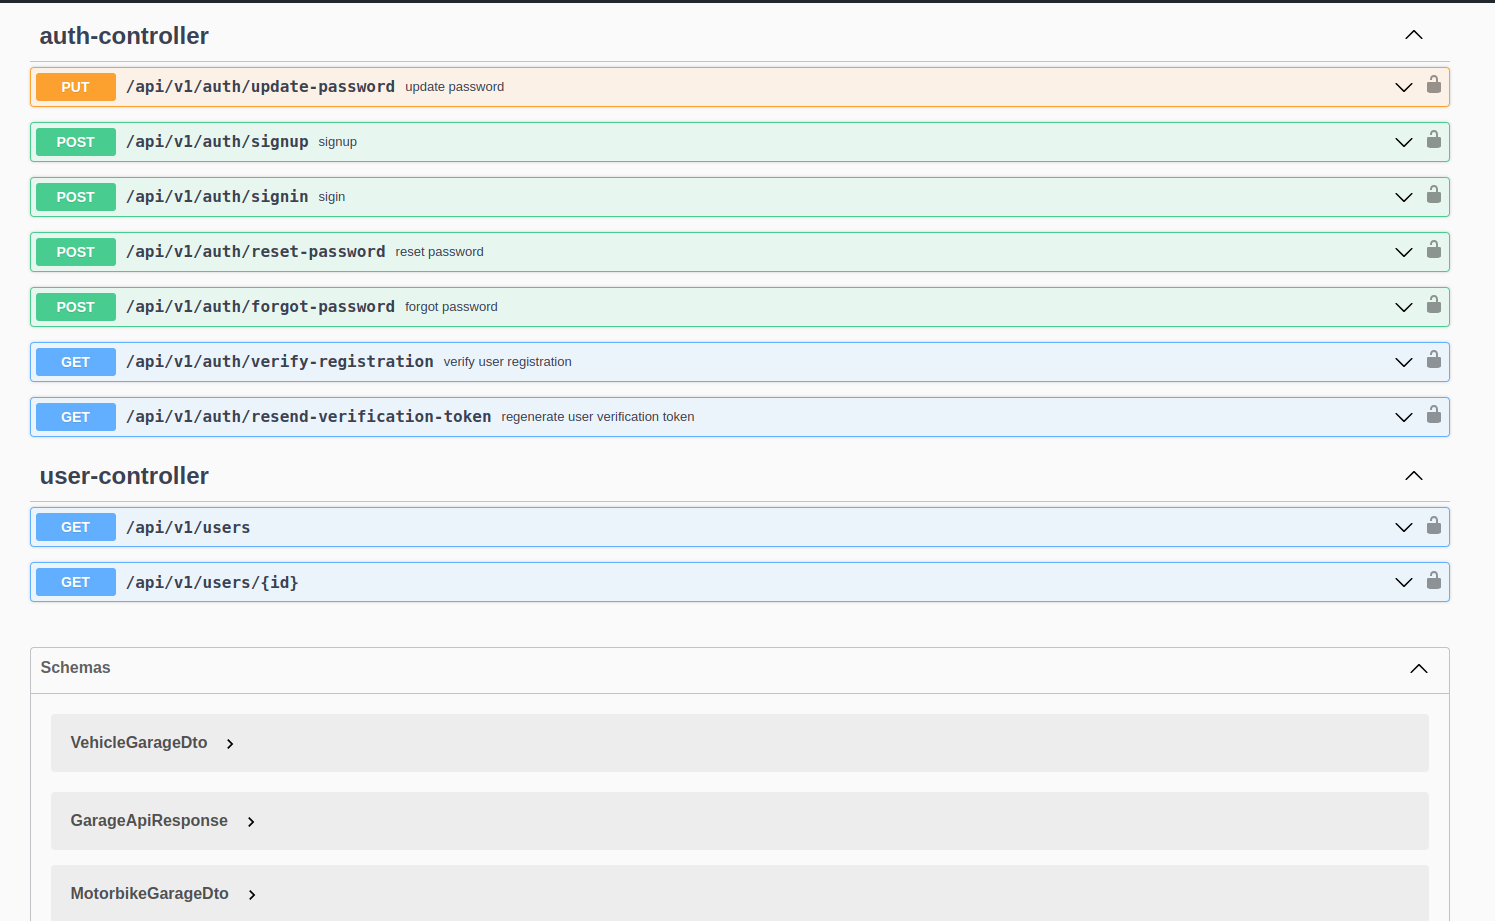 auth-controller
PUT /api/v1/auth/update-password update password
POST /api/v1/auth/signup signup
POST /api/v1/auth/signin sigin
POST /api/v1/auth/reset-password reset password
POST /api/v1/auth/forgot-password forgot password
GET /api/v1/auth/verify-registration verify user registration
GET /api/v1/auth/resend-verification-token regenerate user verification token
user-controller
GET /api/v1/users
GET /api/v1/users/{id}
Schemas
VehicleGarageDto
GarageApiResponse
MotorbikeGarageDto